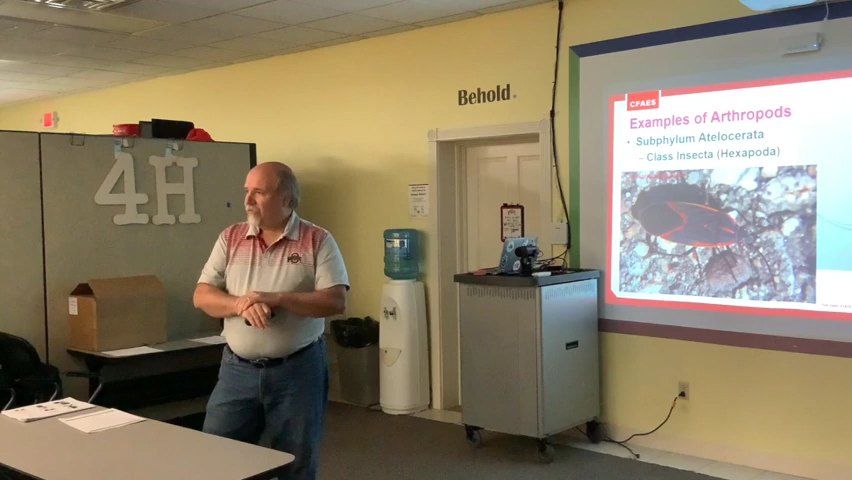 Behold.
4H
CFAES
Examples of Arthropods
• Subphylum Atelocerata
– Class Insecta (Hexapoda)